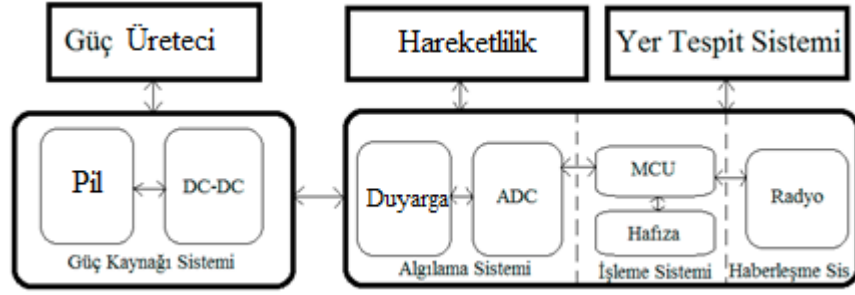 Güç Üreteci
Hareketlilik
Yer Tespit Sistemi
Pil
DC-DC
Güç Kaynağı Sistemi
Duyarga
ADC
Algılama Sistemi
MCU
Hafıza
İşleme Sistemi
Radyo
Haberleşme Sis